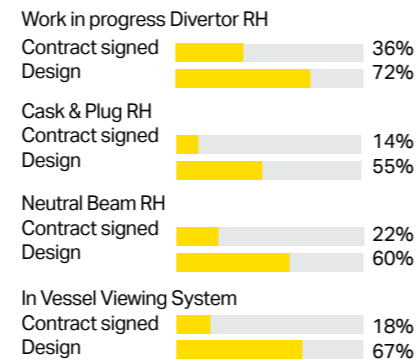 Work in progress Divertor RH
Contract signed 36%
Design 72%
Cask & Plug RH
Contract signed 14%
Design 55%
Neutral Beam RH
Contract signed 22%
Design 60%
In Vessel Viewing System
Contract signed 18%
Design 67%